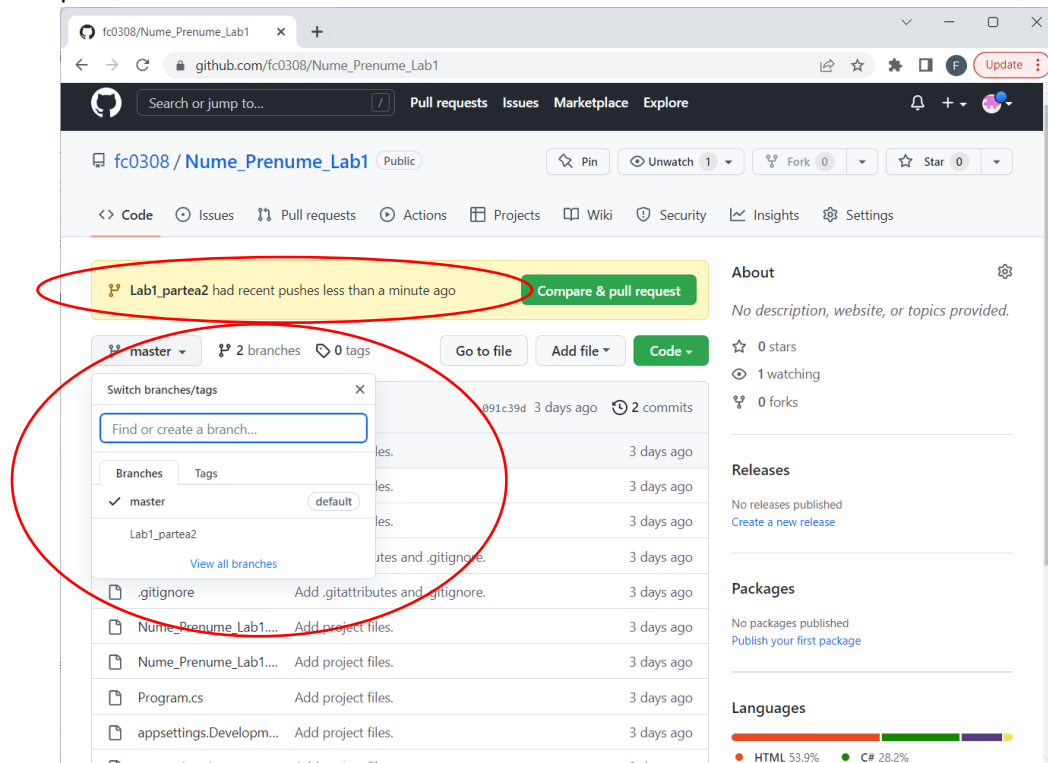 fc0308/Nume_Prenume_Lab1
github.com/fc0308/Nume_Prenume_Lab1
F
Update
Search or jump to...
/
Pull requests Issues Marketplace Explore
fc0308 / Nume_Prenume_Lab1 Public
Pin Unwatch 1 Fork 0 Star 0
Code Issues Pull requests Actions Projects Wiki Security Insights Settings
Lab1_partea2 had recent pushes less than a minute ago
Compare & pull request
master 2 branches 0 tags
Go to file Add file Code
Switch branches/tags
Find or create a branch...
Branches Tags
master default
Lab1_partea2
View all branches
091c39d 3 days ago 2 commits
les. 3 days ago
les. 3 days ago
les. 3 days ago
utes and .gitignore. 3 days ago
.gitignore Add .gitattributes and .gitignore. 3 days ago
Nume_Prenume_Lab1.... Add project files. 3 days ago
Nume_Prenume_Lab1.... Add project files. 3 days ago
Program.cs Add project files. 3 days ago
appsettings.Developm... Add project files. 3 days ago
About
No description, website, or topics provided.
0 stars
1 watching
0 forks
Releases
No releases published
Create a new release
Packages
No packages published
Publish your first package
Languages
HTML 53.9% C# 28.2%